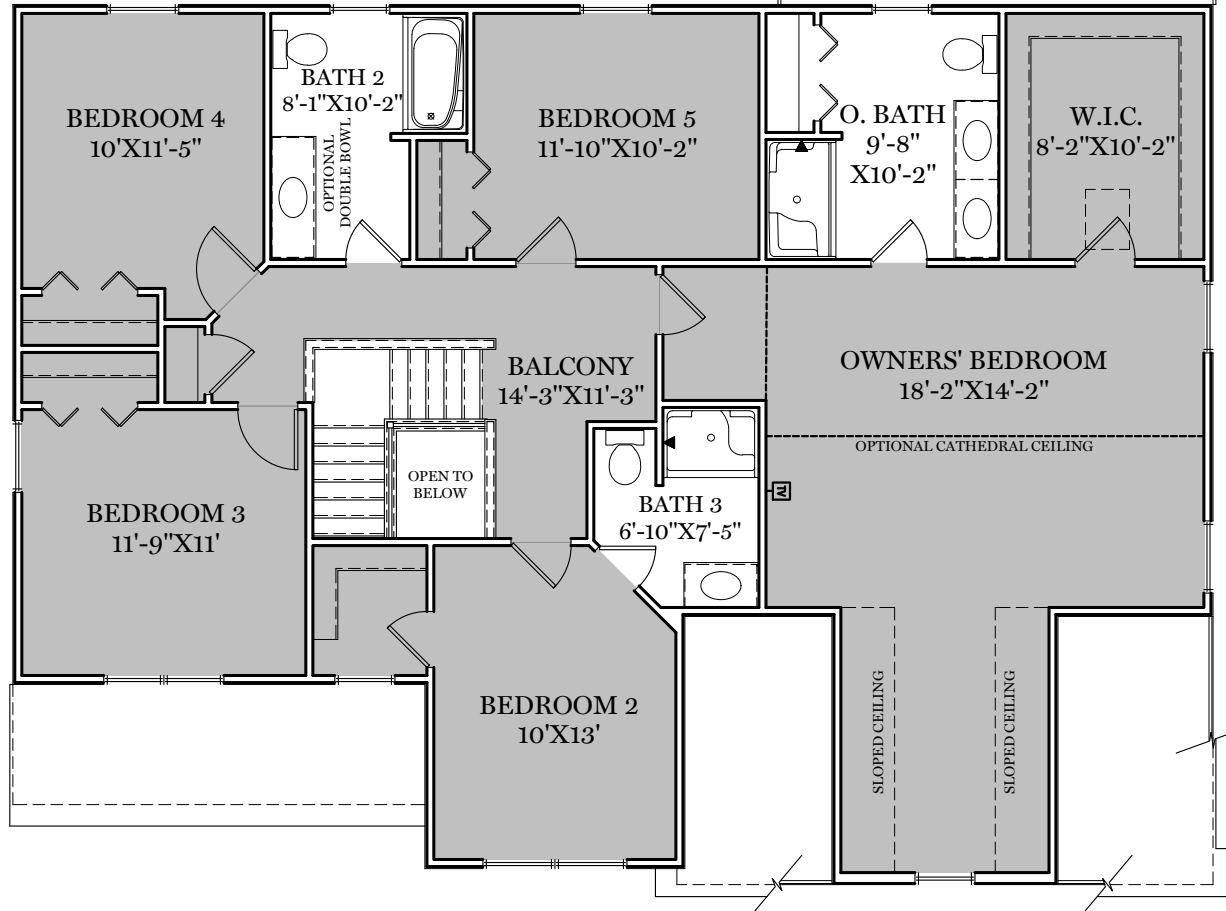 BEDROOM 4
10'X11'-5"
BATH 2
8'-1"X10'-2"
OPTIONAL
DOUBLE BOWL
BEDROOM 5
11'-10"X10'-2"
O. BATH
9'-8"
X10'-2"
W.I.C.
8'-2"X10'-2"
BALCONY
14'-3"X11'-3"
OWNERS' BEDROOM
18'-2"X14'-2"
OPTIONAL CATHEDRAL CEILING
OPEN TO
BELOW
TV
BEDROOM 3
11'-9"X11'
BATH 3
6'-10"X7'-5"
BEDROOM 2
10'X13'
SLOPED CEILING
SLOPED CEILING